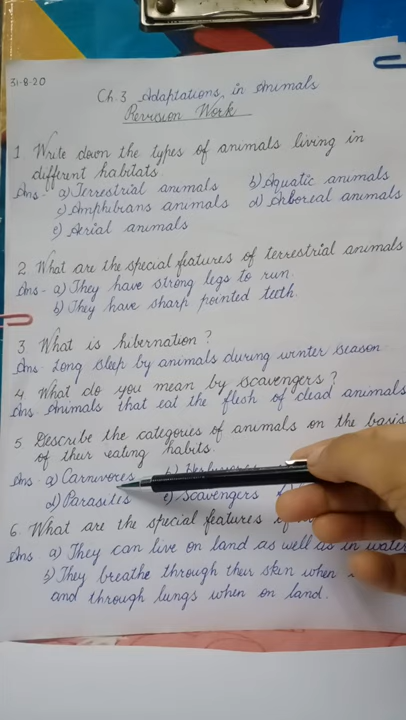 31-8-20
Ch.3 Adaptations in Animals
Revision Work
1 Write down the types of animals living in
different habitats.
Ans- a) Terrestrial animals b) Aquatic animals
c) Amphibians animals d) Arboreal animals
e) Aerial animals
2. What are the special features of terrestrial animals
Ans- a) They have strong legs to run.
b) They have sharp pointed teeth.
3. What is hibernation?
Ans- Long sleep by animals during winter season
4. What do you mean by scavengers?
Ans- Animals that eat the flesh of dead animals
5 Describe the categories of animals on the basis
of their eating habits.
Ans- a) Carnivores b)
d) Parasites e) Scavengers
6. What are the special features
Ans a) They can live on land as well as in water
b) They breathe through their skin when
and through lungs when on land.